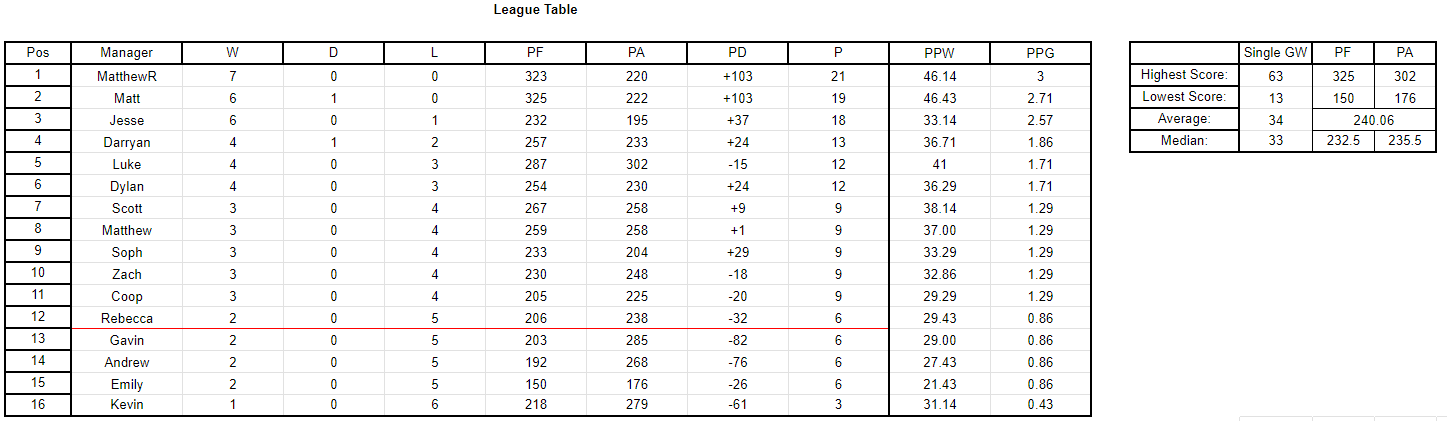 League Table
Pos Manager W D L PF PA PD P PPW PPG
1 MatthewR 7 0 0 323 220 +103 21 46.14 3
2 Matt 6 1 0 325 222 +103 19 46.43 2.71
3 Jesse 6 0 1 232 195 +37 18 33.14 2.57
4 Darryan 4 1 2 257 233 +24 13 36.71 1.86
5 Luke 4 0 3 287 302 -15 12 41 1.71
6 Dylan 4 0 3 254 230 +24 12 36.29 1.71
7 Scott 3 0 4 267 258 +9 9 38.14 1.29
8 Matthew 3 0 4 259 258 +1 9 37.00 1.29
9 Soph 3 0 4 233 204 +29 9 33.29 1.29
10 Zach 3 0 4 230 248 -18 9 32.86 1.29
11 Coop 3 0 4 205 225 -20 9 29.29 1.29
12 Rebecca 2 0 5 206 238 -32 6 29.43 0.86
13 Gavin 2 0 5 203 285 -82 6 29.00 0.86
14 Andrew 2 0 5 192 268 -76 6 27.43 0.86
15 Emily 2 0 5 150 176 -26 6 21.43 0.86
16 Kevin 1 0 6 218 279 -61 3 31.14 0.43
Single GW PF PA
Highest Score: 63 325 302
Lowest Score: 13 150 176
Average: 34 240.06
Median: 33 232.5 235.5